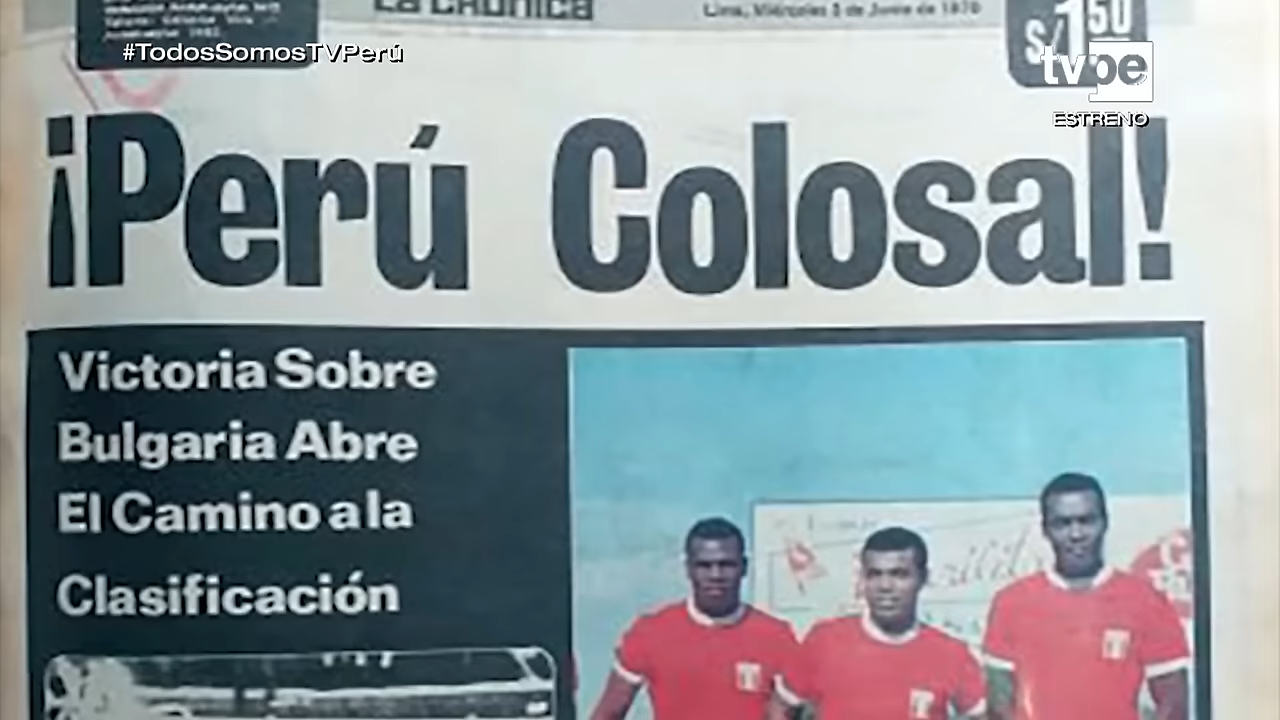 La CRONICA
Lima, Miércoles 3 de Junio de 1970
S/.1.50
#TodosSomosTVPerú
tvpe
ESTRENO
¡Perú Colosal!
Victoria Sobre
Bulgaria Abre
El Camino a la
Clasificación